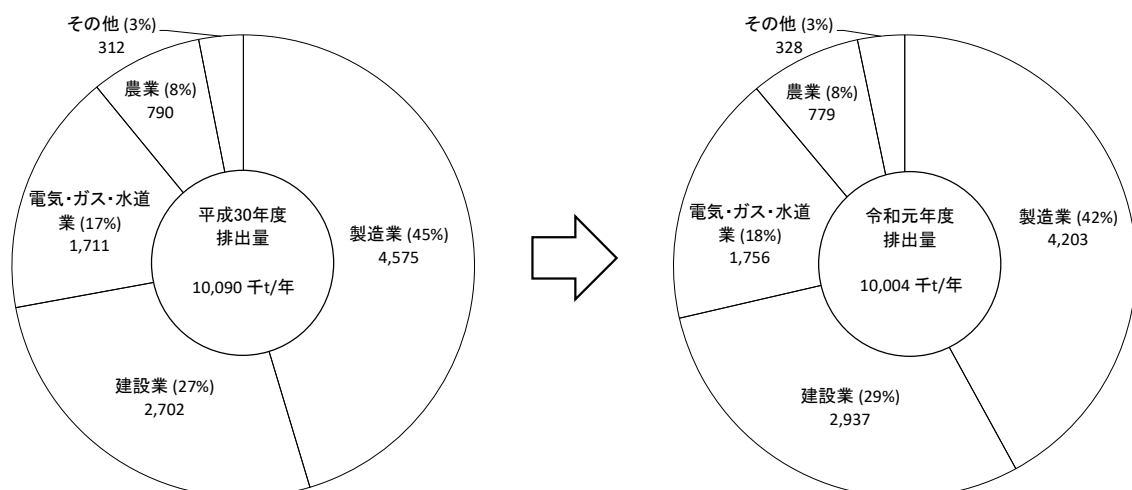 その他 (3%)
312
農業 (8%)
790
電気・ガス・水道
業 (17%)
1,711
平成30年度
排出量
10,090 千t/年
製造業 (45%)
4,575
建設業 (27%)
2,702
その他 (3%)
328
農業 (8%)
779
電気・ガス・水道
業 (18%)
1,756
令和元年度
排出量
10,004 千t/年
製造業 (42%)
4,203
建設業 (29%)
2,937